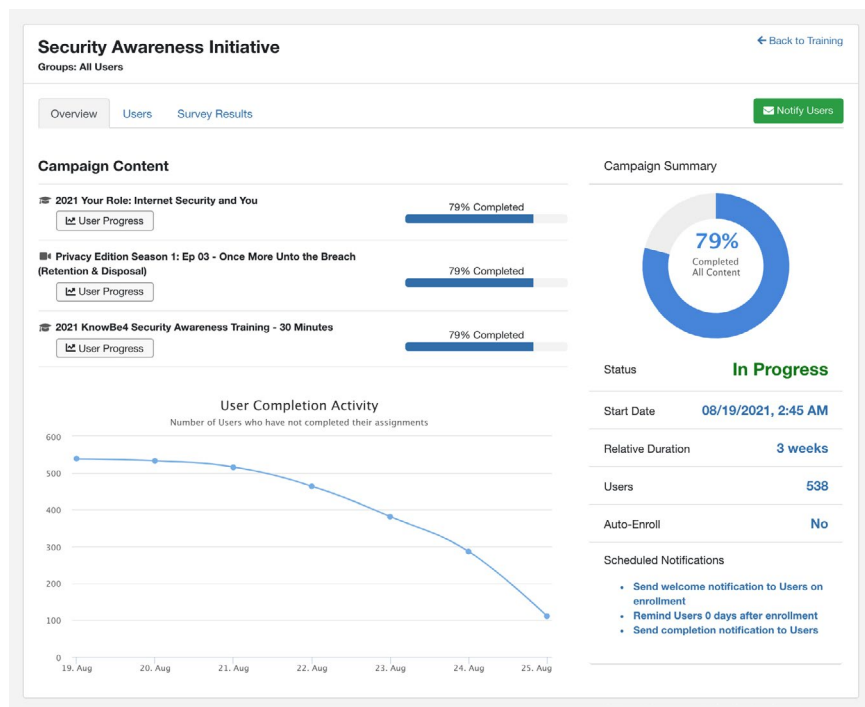 Security Awareness Initiative
Back to Training
Groups: All Users
Overview
Users
Survey Results
Notify Users
Campaign Content
2021 Your Role: Internet Security and You
User Progress
79% Completed
Privacy Edition Season 1: Ep 03 - Once More Unto the Breach
(Retention & Disposal)
User Progress
79% Completed
2021 KnowBe4 Security Awareness Training - 30 Minutes
User Progress
79% Completed
User Completion Activity
Number of Users who have not completed their assignments
600
500
400
300
200
100
0
19. Aug
20. Aug
21. Aug
22. Aug
23. Aug
24. Aug
25. Aug
Campaign Summary
79%
Completed
All Content
Status
In Progress
Start Date
08/19/2021, 2:45 AM
Relative Duration
3 weeks
Users
538
Auto-Enroll
No
Scheduled Notifications
• Send welcome notification to Users on
enrollment
• Remind Users 0 days after enrollment
• Send completion notification to Users